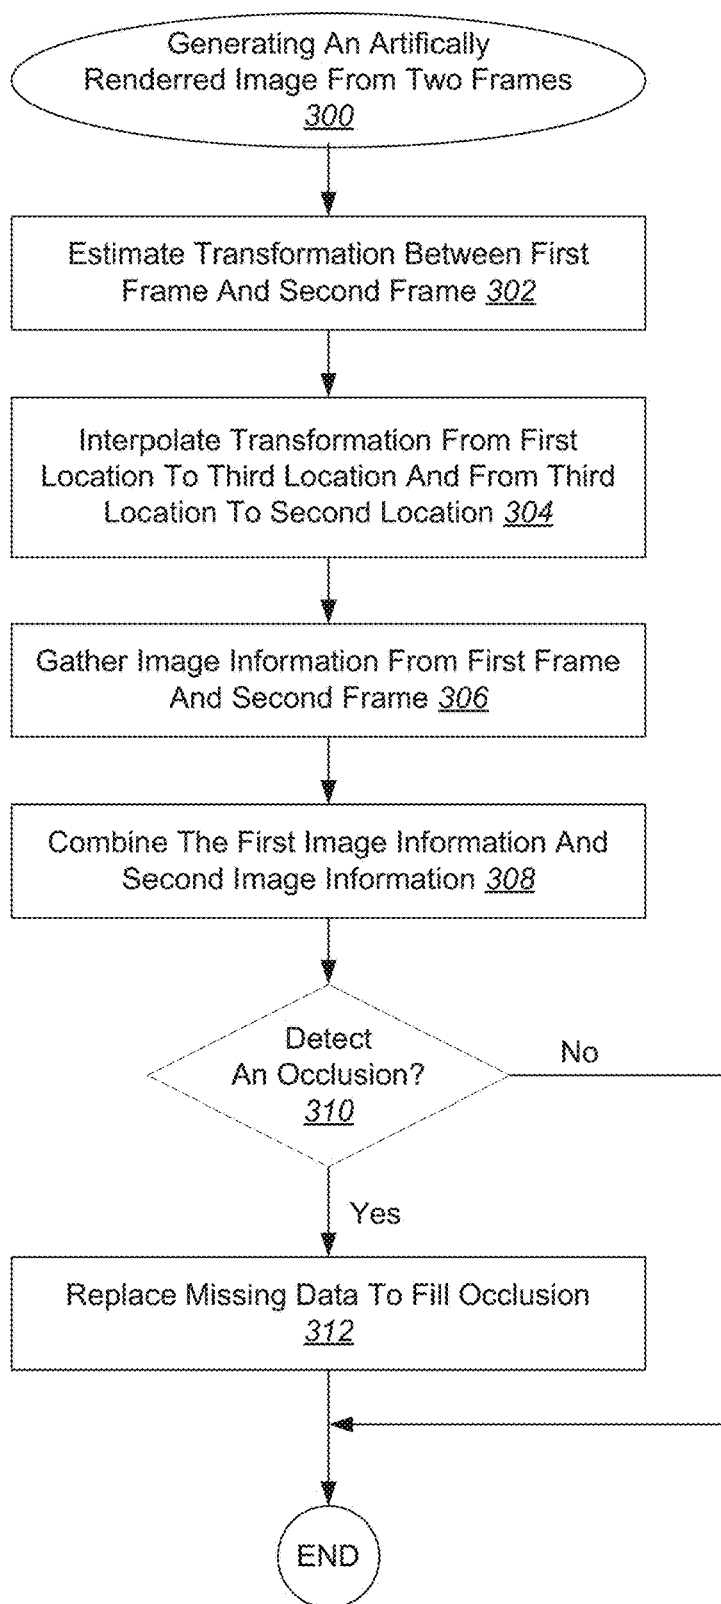 Generating An Artifically
Renderred Image From Two Frames
300
Estimate Transformation Between First
Frame And Second Frame 302
Interpolate Transformation From First
Location To Third Location And From Third
Location To Second Location 304
Gather Image Information From First Frame
And Second Frame 306
Combine The First Image Information And
Second Image Information 308
Detect
An Occlusion?
310
No
Yes
Replace Missing Data To Fill Occlusion
312
END